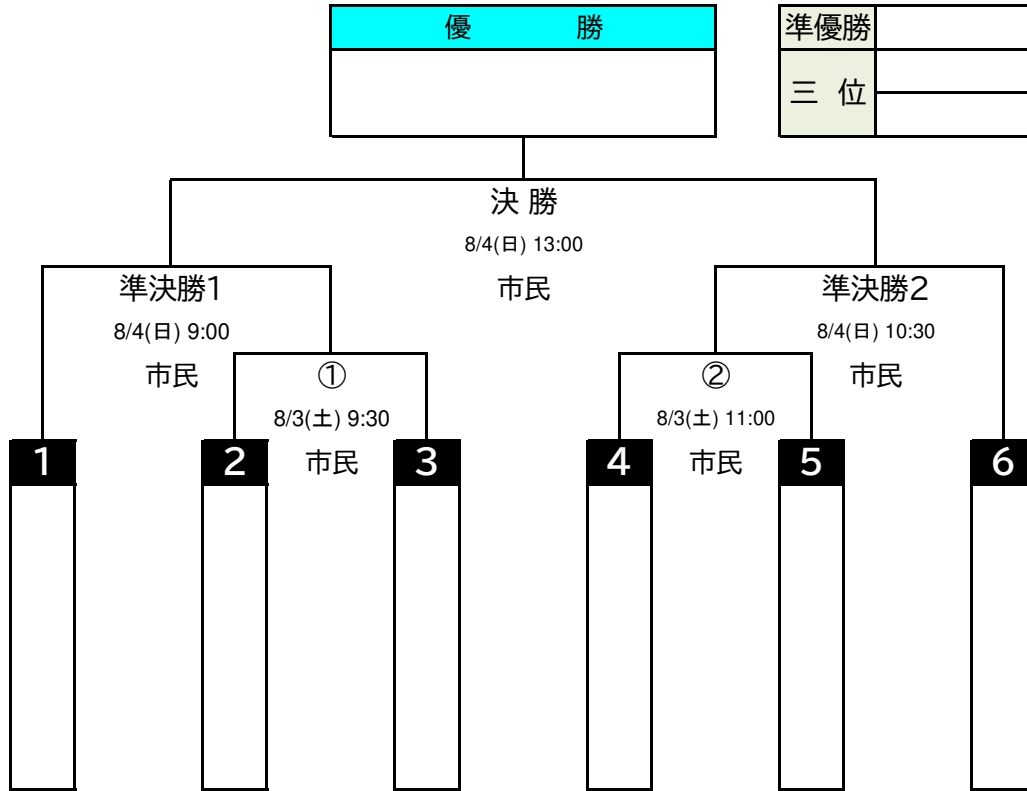 優 勝
準優勝
三 位
決 勝
8/4(日) 13:00
市民
準決勝1
8/4(日) 9:00
市民
準決勝2
8/4(日) 10:30
市民
①
8/3(土) 9:30
市民
②
8/3(土) 11:00
市民
1 2 3 4 5 6